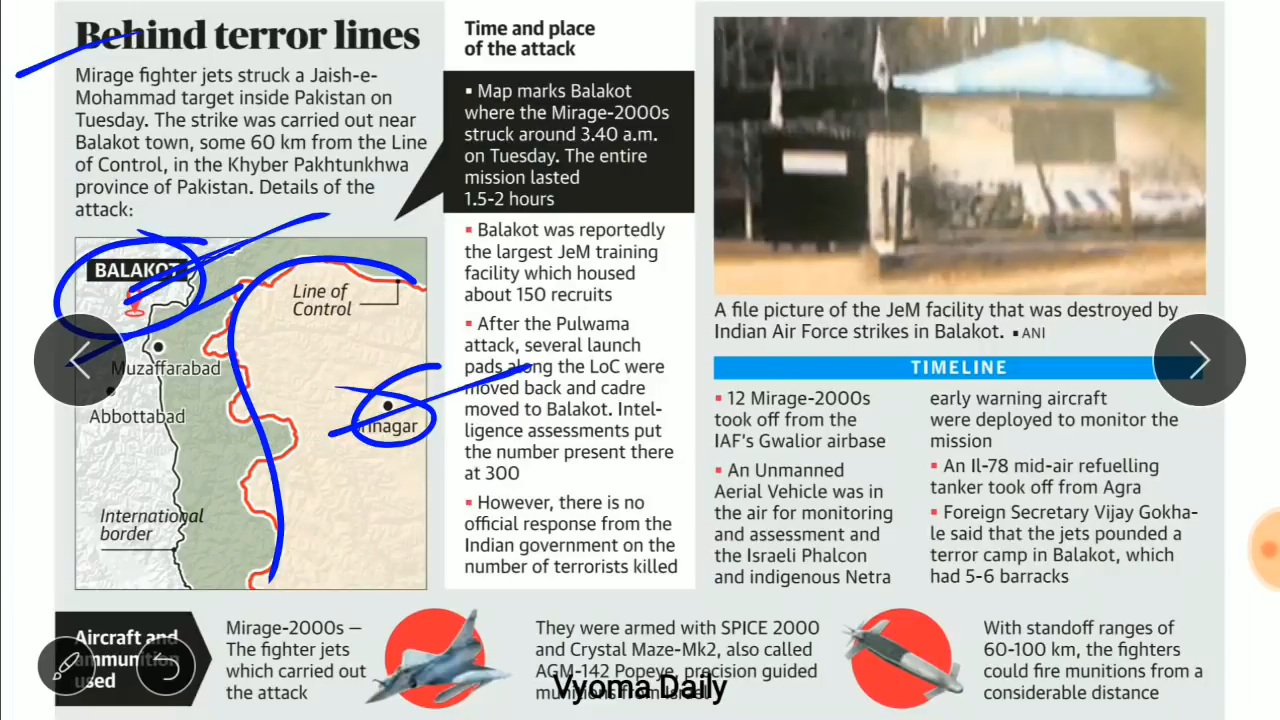 Behind terror lines
Mirage fighter jets struck a Jaish-e-
Mohammad target inside Pakistan on
Tuesday. The strike was carried out near
Balakot town, some 60 km from the Line
of Control, in the Khyber Pakhtunkhwa
province of Pakistan. Details of the
attack:
BALAKOT
Line of
Control
Muzaffarabad
Abbottabad
Srinagar
International
border
Time and place
of the attack
▪ Map marks Balakot
where the Mirage-2000s
struck around 3.40 a.m.
on Tuesday. The entire
mission lasted
1.5-2 hours
▪ Balakot was reportedly
the largest JeM training
facility which housed
about 150 recruits
▪ After the Pulwama
attack, several launch
pads along the LoC were
moved back and cadre
moved to Balakot. Intel-
ligence assessments put
the number present there
at 300
▪ However, there is no
official response from the
Indian government on the
number of terrorists killed
A file picture of the JeM facility that was destroyed by
Indian Air Force strikes in Balakot. ▪ ANI
TIMELINE
▪ 12 Mirage-2000s
took off from the
IAF's Gwalior airbase
▪ An Unmanned
Aerial Vehicle was in
the air for monitoring
and assessment and
the Israeli Phalcon
and indigenous Netra
early warning aircraft
were deployed to monitor the
mission
▪ An Il-78 mid-air refuelling
tanker took off from Agra
▪ Foreign Secretary Vijay Gokha-
le said that the jets pounded a
terror camp in Balakot, which
had 5-6 barracks
Aircraft and
ammunition
used
Mirage-2000s —
The fighter jets
which carried out
the attack
They were armed with SPICE 2000
and Crystal Maze-Mk2, also called
AGM-142 Popeye, precision guided
munitions from Israel
With standoff ranges of
60-100 km, the fighters
could fire munitions from a
considerable distance
Vyoma Daily